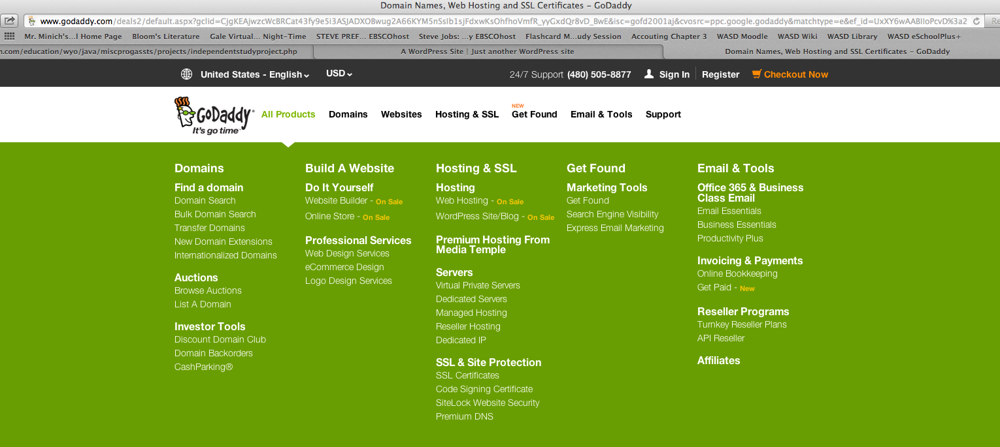 Domain Names, Web Hosting and SSL Certificates – GoDaddy
www.godaddy.com/deals2/default.aspx?gclid=CjgKEAjwzcWcBRCat43fy9e5i3ASJADXOBwug2A66KYM5nSsIb1sjFdxwKsOhfhoVmfR_yyGxdQr8vD_BwE&isc=gofd2001aj&cvosrc=ppc.google.godaddy&matchtype=e&ef_id=UxXY6wAABIIoPcvD%3a2 Re
Mr. Minich's...l Home Page Bloom's Literature Gale Virtual... Night-Time STEVE PREF... EBSCOhost Steve Jobs: ...y EBSCOhost Flashcard M...udy Session Accouting Chapter 3 WASD Moodle WASD Wiki WASD Library WASD eSchoolPlus+
n.com/education/wyo/java/miscprogassts/projects/independentstudyproject.php A WordPress Site | Just another WordPress site Domain Names, Web Hosting and SSL Certificates – GoDaddy
United States - English USD 24/7 Support (480) 505-8877 Sign In Register Checkout Now
NEW
GoDaddy® All Products Domains Websites Hosting & SSL Get Found Email & Tools Support
It's go time™
Domains
Find a domain
Domain Search
Bulk Domain Search
Transfer Domains
New Domain Extensions
Internationalized Domains
Auctions
Browse Auctions
List A Domain
Investor Tools
Discount Domain Club
Domain Backorders
CashParking®
Build A Website
Do It Yourself
Website Builder - On Sale
Online Store - On Sale
Professional Services
Web Design Services
eCommerce Design
Logo Design Services
Hosting & SSL
Hosting
Web Hosting - On Sale
WordPress Site/Blog - On Sale
Premium Hosting From
Media Temple
Servers
Virtual Private Servers
Dedicated Servers
Managed Hosting
Reseller Hosting
Dedicated IP
SSL & Site Protection
SSL Certificates
Code Signing Certificate
SiteLock Website Security
Premium DNS
Get Found
Marketing Tools
Get Found
Search Engine Visibility
Express Email Marketing
Email & Tools
Office 365 & Business
Class Email
Email Essentials
Business Essentials
Productivity Plus
Invoicing & Payments
Online Bookkeeping
Get Paid - New
Reseller Programs
Turnkey Reseller Plans
API Reseller
Affiliates